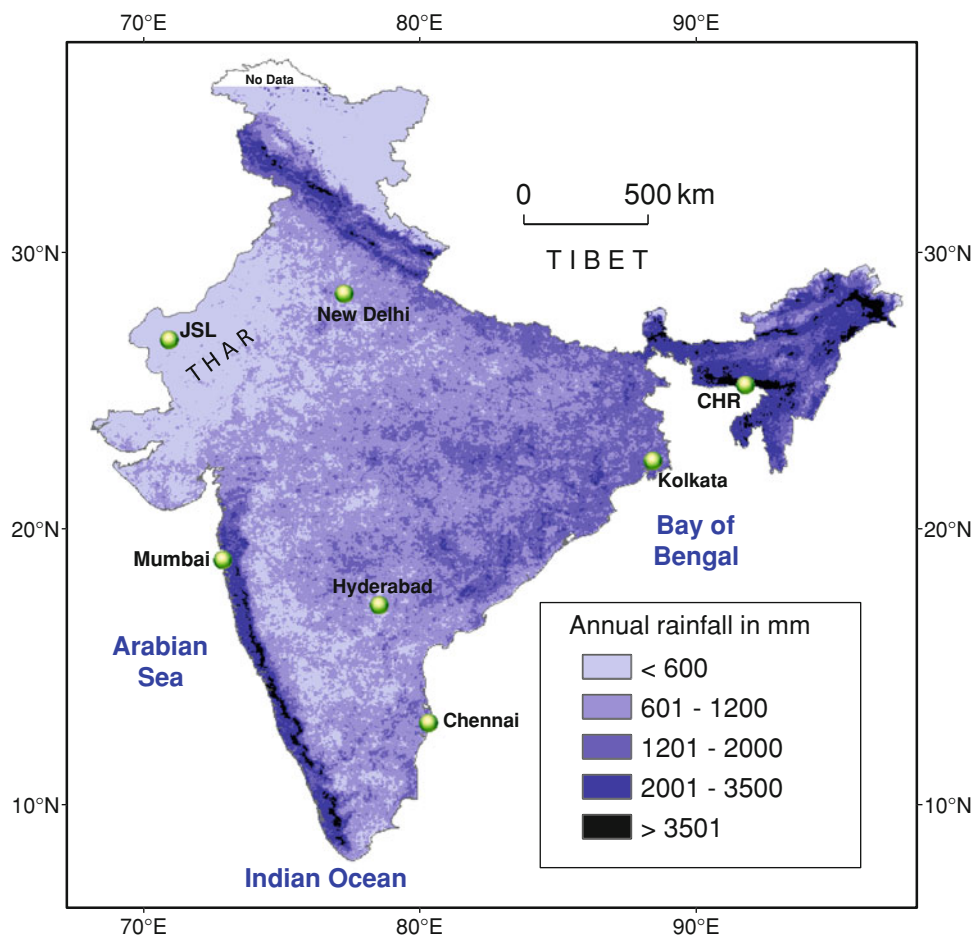 70°E 80°E 90°E
No Data
0 500 km
30°N 30°N
TIBET
New Delhi
JSL
THAR
CHR
Kolkata
20°N 20°N
Bay of
Bengal
Mumbai
Hyderabad
Annual rainfall in mm
< 600
601 - 1200
1201 - 2000
2001 - 3500
> 3501
Arabian
Sea
Chennai
10°N 10°N
Indian Ocean
70°E 80°E 90°E